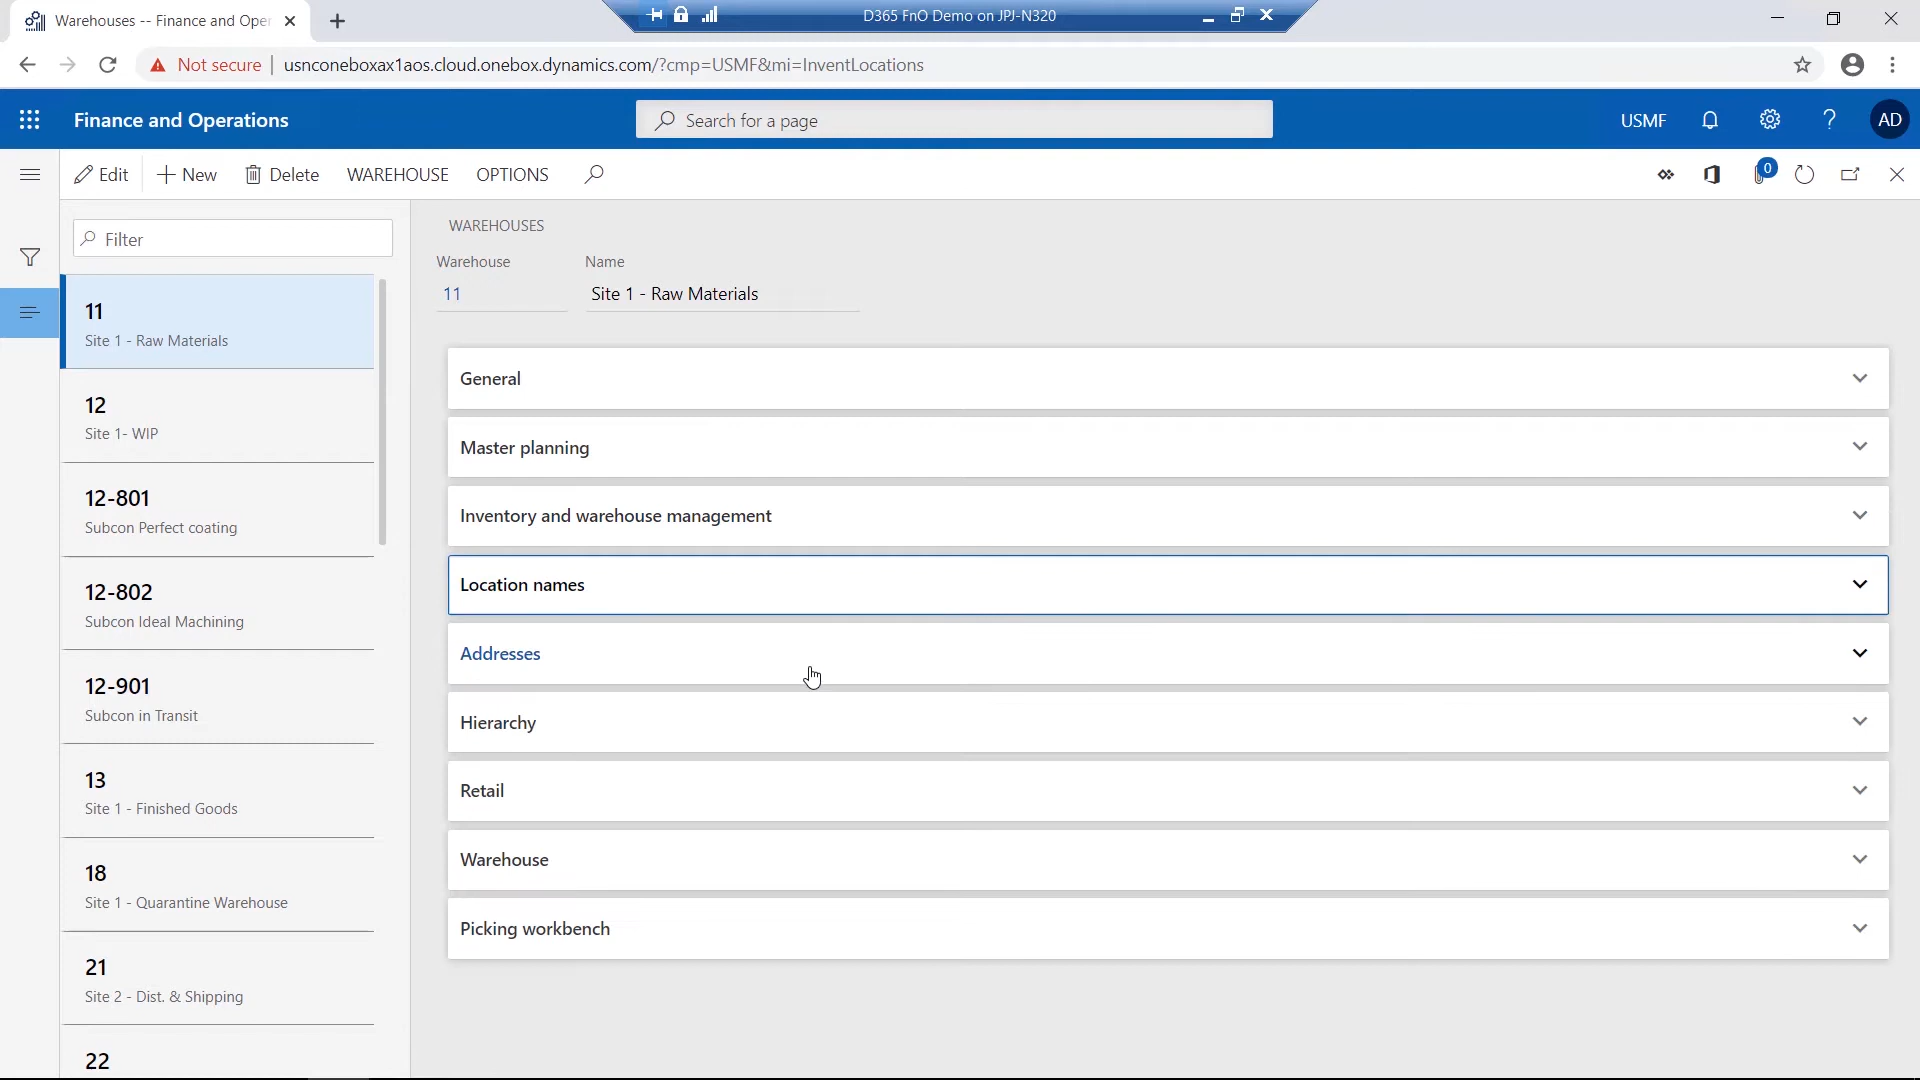 Warehouses -- Finance and Oper
D365 FnO Demo on JPJ-N320
Not secure
usnconeboxax1aos.cloud.onebox.dynamics.com/?cmp=USMF&mi=InventLocations
Finance and Operations
Search for a page
USMF
?
AD
Edit
New
Delete
WAREHOUSE
OPTIONS
0
Filter
11
Site 1 - Raw Materials
12
Site 1- WIP
12-801
Subcon Perfect coating
12-802
Subcon Ideal Machining
12-901
Subcon in Transit
13
Site 1 - Finished Goods
18
Site 1 - Quarantine Warehouse
21
Site 2 - Dist. & Shipping
22
WAREHOUSES
Warehouse
Name
11
Site 1 - Raw Materials
General
Master planning
Inventory and warehouse management
Location names
Addresses
Hierarchy
Retail
Warehouse
Picking workbench